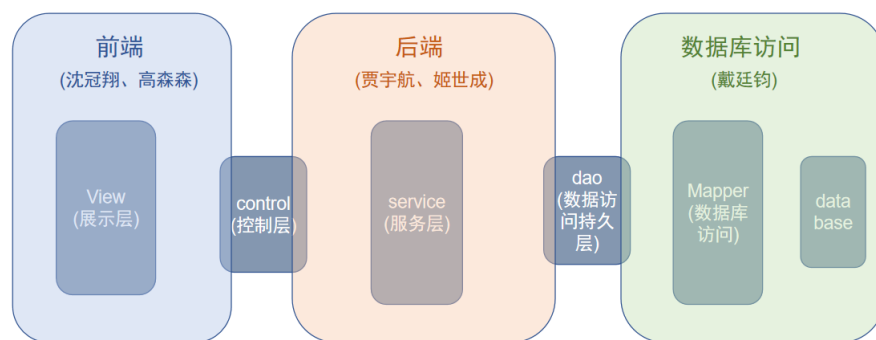 前端
(沈冠翔、高森森)
View
(展示层)
control
(控制层)
后端
(贾宇航、姬世成)
service
(服务层)
dao
(数据访
问持久
层)
数据库访问
(戴廷钧)
Mapper
(数据库
访问)
data
base